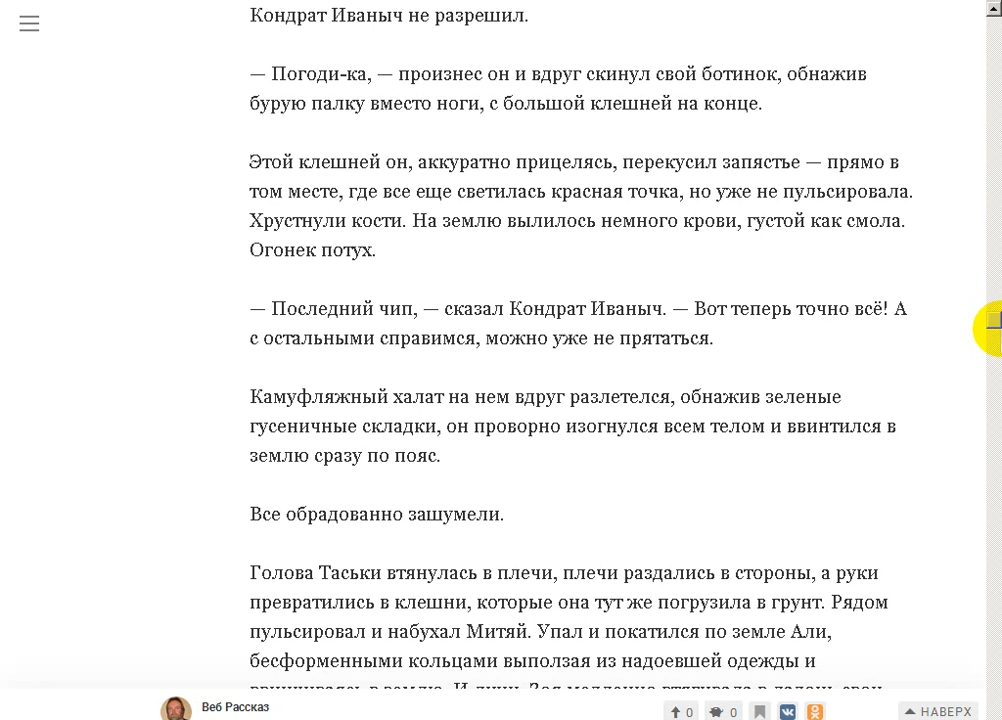 Кондрат Иваныч не разрешил.
— Погоди-ка, — произнес он и вдруг скинул свой ботинок, обнажив
бурую палку вместо ноги, с большой клешней на конце.
Этой клешней он, аккуратно прицелясь, перекусил запястье — прямо в
том месте, где все еще светилась красная точка, но уже не пульсировала.
Хрустнули кости. На землю вылилось немного крови, густой как смола.
Огонек потух.
— Последний чип, — сказал Кондрат Иваныч. — Вот теперь точно всё! А
с остальными справимся, можно уже не прятаться.
Камуфляжный халат на нем вдруг разлетелся, обнажив зеленые
гусеничные складки, он проворно изогнулся всем телом и ввинтился в
землю сразу по пояс.
Все обрадованно зашумели.
Голова Таськи втянулась в плечи, плечи раздались в стороны, а руки
превратились в клешни, которые она тут же погрузила в грунт. Рядом
пульсировал и набухал Митяй. Упал и покатился по земле Али,
бесформенными кольцами выползая из надоевшей одежды и
Веб Рассказ
0 0 НАВЕРХ